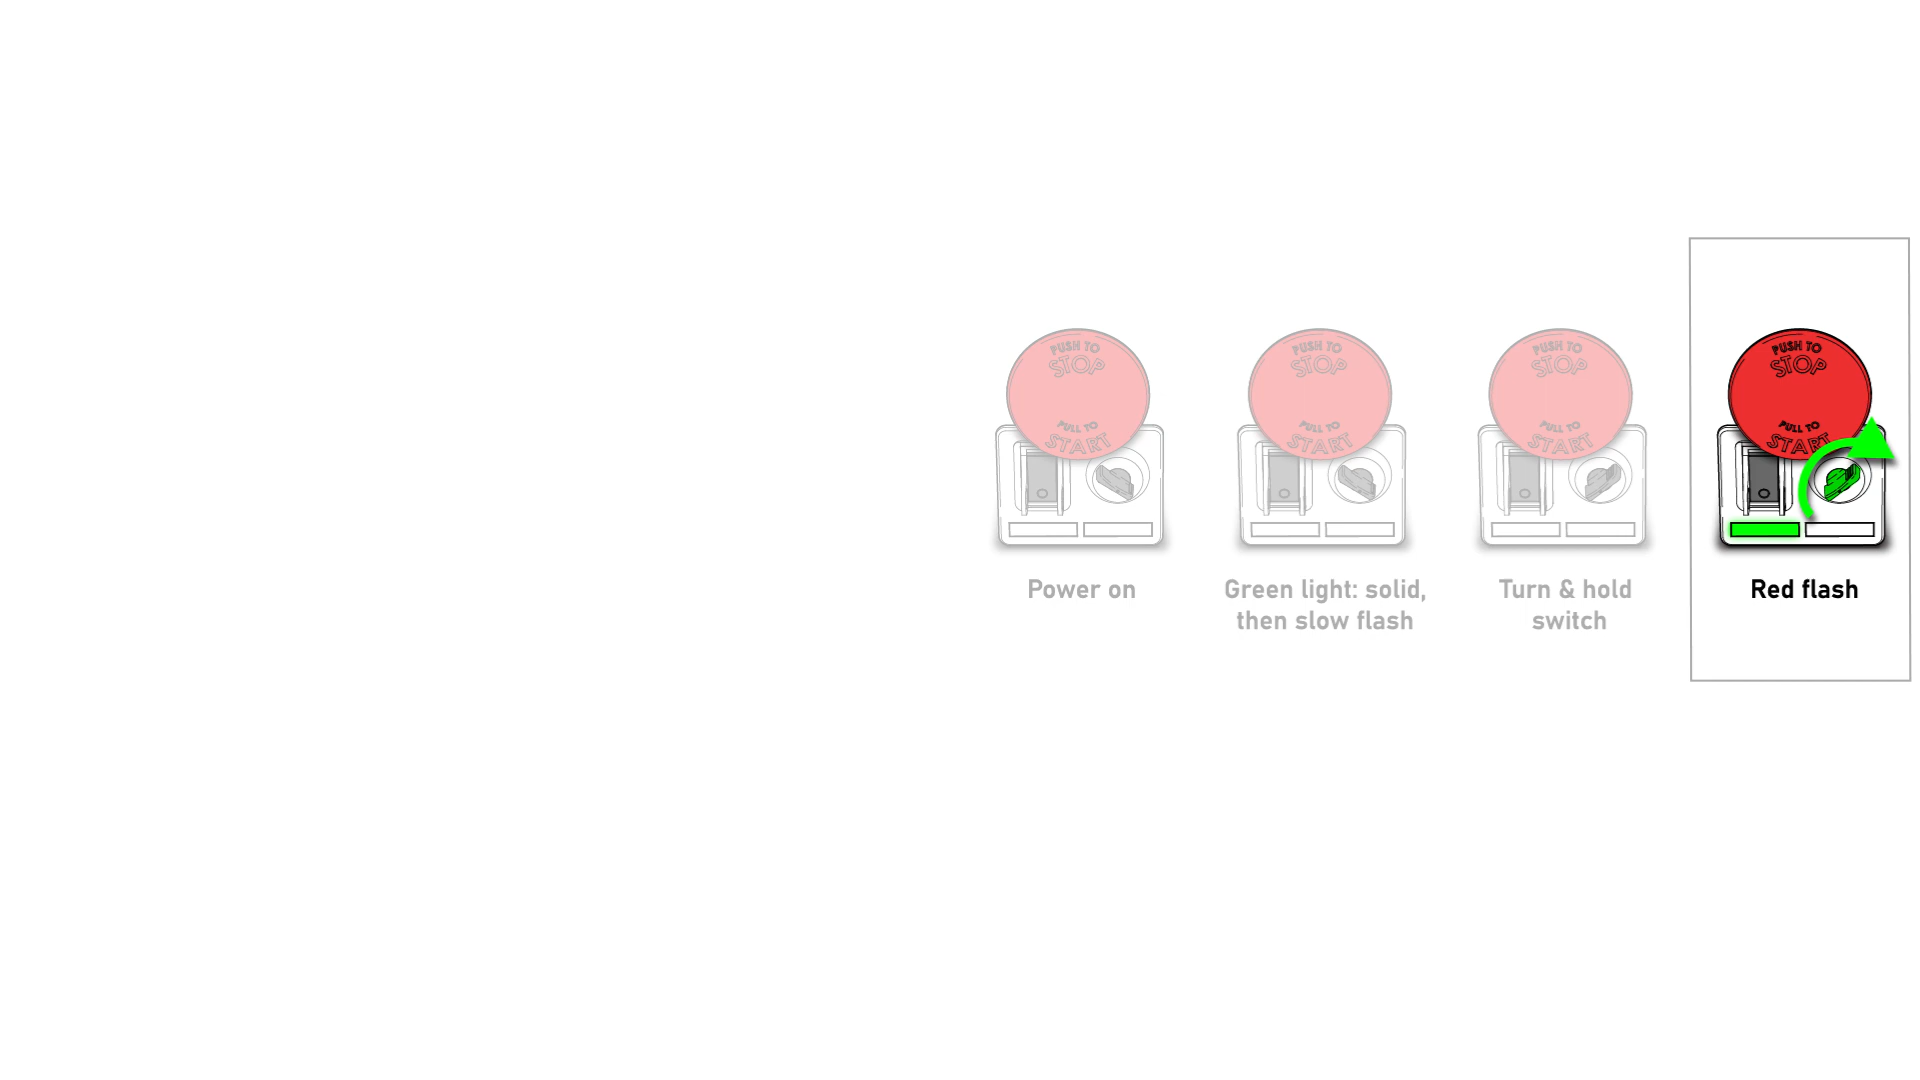 PUSH TO
STOP
PULL TO
START
Power on
PUSH TO
STOP
PULL TO
START
Green light: solid,
then slow flash
PUSH TO
STOP
PULL TO
START
Turn & hold
switch
PUSH TO
STOP
PULL TO
START
Red flash